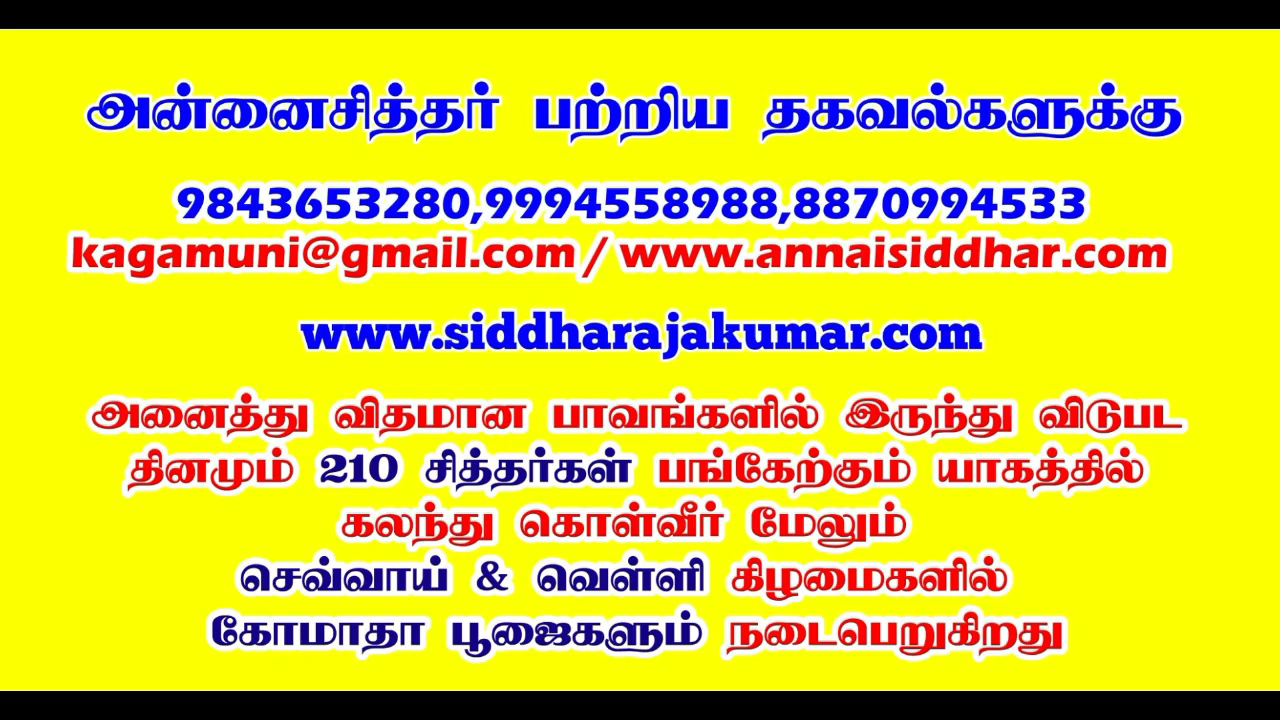 அன்னைசித்தர் பற்றிய தகவல்களுக்கு
9843653280,9994558988,8870994533
kagamuni@gmail.com / www.annaisiddhar.com
www.siddharajakumar.com
அனைத்து விதமான பாவங்களில் இருந்து விடுபட
தினமும் 210 சித்தர்கள் பங்கேற்கும் யாகத்தில்
கலந்து கொள்வீர் மேலும்
செவ்வாய் & வெள்ளி கிழமைகளில்
கோமாதா பூஜைகளும் நடைபெறுகிறது